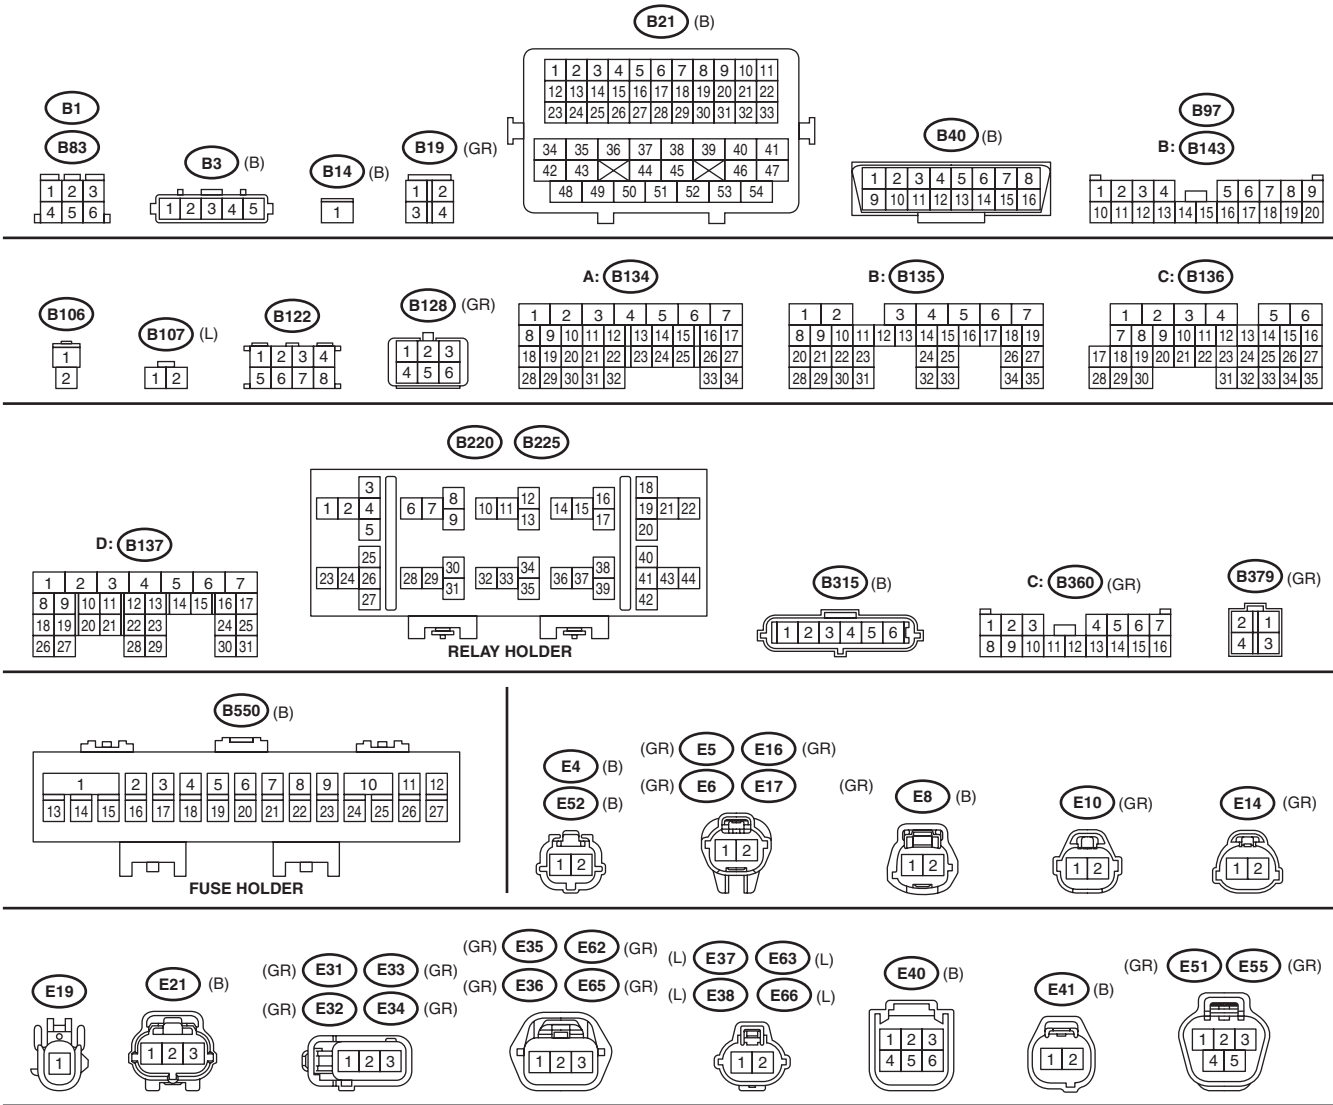 B21 (B)
1 2 3 4 5 6 7 8 9 10 11
12 13 14 15 16 17 18 19 20 21 22
23 24 25 26 27 28 29 30 31 32 33
34 35 36 37 38 39 40 41
42 43 44 45 46 47
48 49 50 51 52 53 54
B1
B83
1 2 3
4 5 6
B3 (B)
1 2 3 4 5
B14 (B)
1
B19 (GR)
1 2
3 4
B40 (B)
1 2 3 4 5 6 7 8
9 10 11 12 13 14 15 16
B97
B: B143
1 2 3 4 5 6 7 8 9
10 11 12 13 14 15 16 17 18 19 20
B106
1
2
B107 (L)
1 2
B122
1 2 3 4
5 6 7 8
B128 (GR)
1 2 3
4 5 6
A: B134
1 2 3 4 5 6 7
8 9 10 11 12 13 14 15 16 17
18 19 20 21 22 23 24 25 26 27
28 29 30 31 32 33 34
B: B135
1 2 3 4 5 6 7
8 9 10 11 12 13 14 15 16 17 18 19
20 21 22 23 24 25 26 27
28 29 30 31 32 33 34 35
C: B136
1 2 3 4 5 6
7 8 9 10 11 12 13 14 15 16
17 18 19 20 21 22 23 24 25 26 27
28 29 30 31 32 33 34 35
D: B137
1 2 3 4 5 6 7
8 9 10 11 12 13 14 15 16 17
18 19 20 21 22 23 24 25
26 27 28 29 30 31
B220 B225
3 8 12 16 18
1 2 4 6 7 10 11 14 15 19 21 22
5 9 13 17 20
25 30 34 38 40
23 24 26 28 29 32 33 36 37 41 43 44
27 31 35 39 42
RELAY HOLDER
B315 (B)
1 2 3 4 5 6
C: B360 (GR)
1 2 3 4 5 6 7
8 9 10 11 12 13 14 15 16
B379 (GR)
2 1
4 3
B550 (B)
1 2 3 4 5 6 7 8 9 10 11 12
13 14 15 16 17 18 19 20 21 22 23 24 25 26 27
FUSE HOLDER
E4 (B)
E52 (B)
1 2
(GR) E5 E16 (GR)
(GR) E6 E17 (GR)
1 2
E8 (B)
1 2
E10 (GR)
1 2
E14 (GR)
1 2
E19
1
E21 (B)
1 2 3
(GR) E31 E33 (GR)
(GR) E32 E34 (GR)
1 2 3
(GR) E35 E62 (GR)
(GR) E36 E65 (GR)
1 2 3
(L) E37 E63 (L)
(L) E38 E66 (L)
1 2
E40 (B)
1 2 3
4 5 6
E41 (B)
1 2
(GR) E51 E55 (GR)
1 2 3
4 5